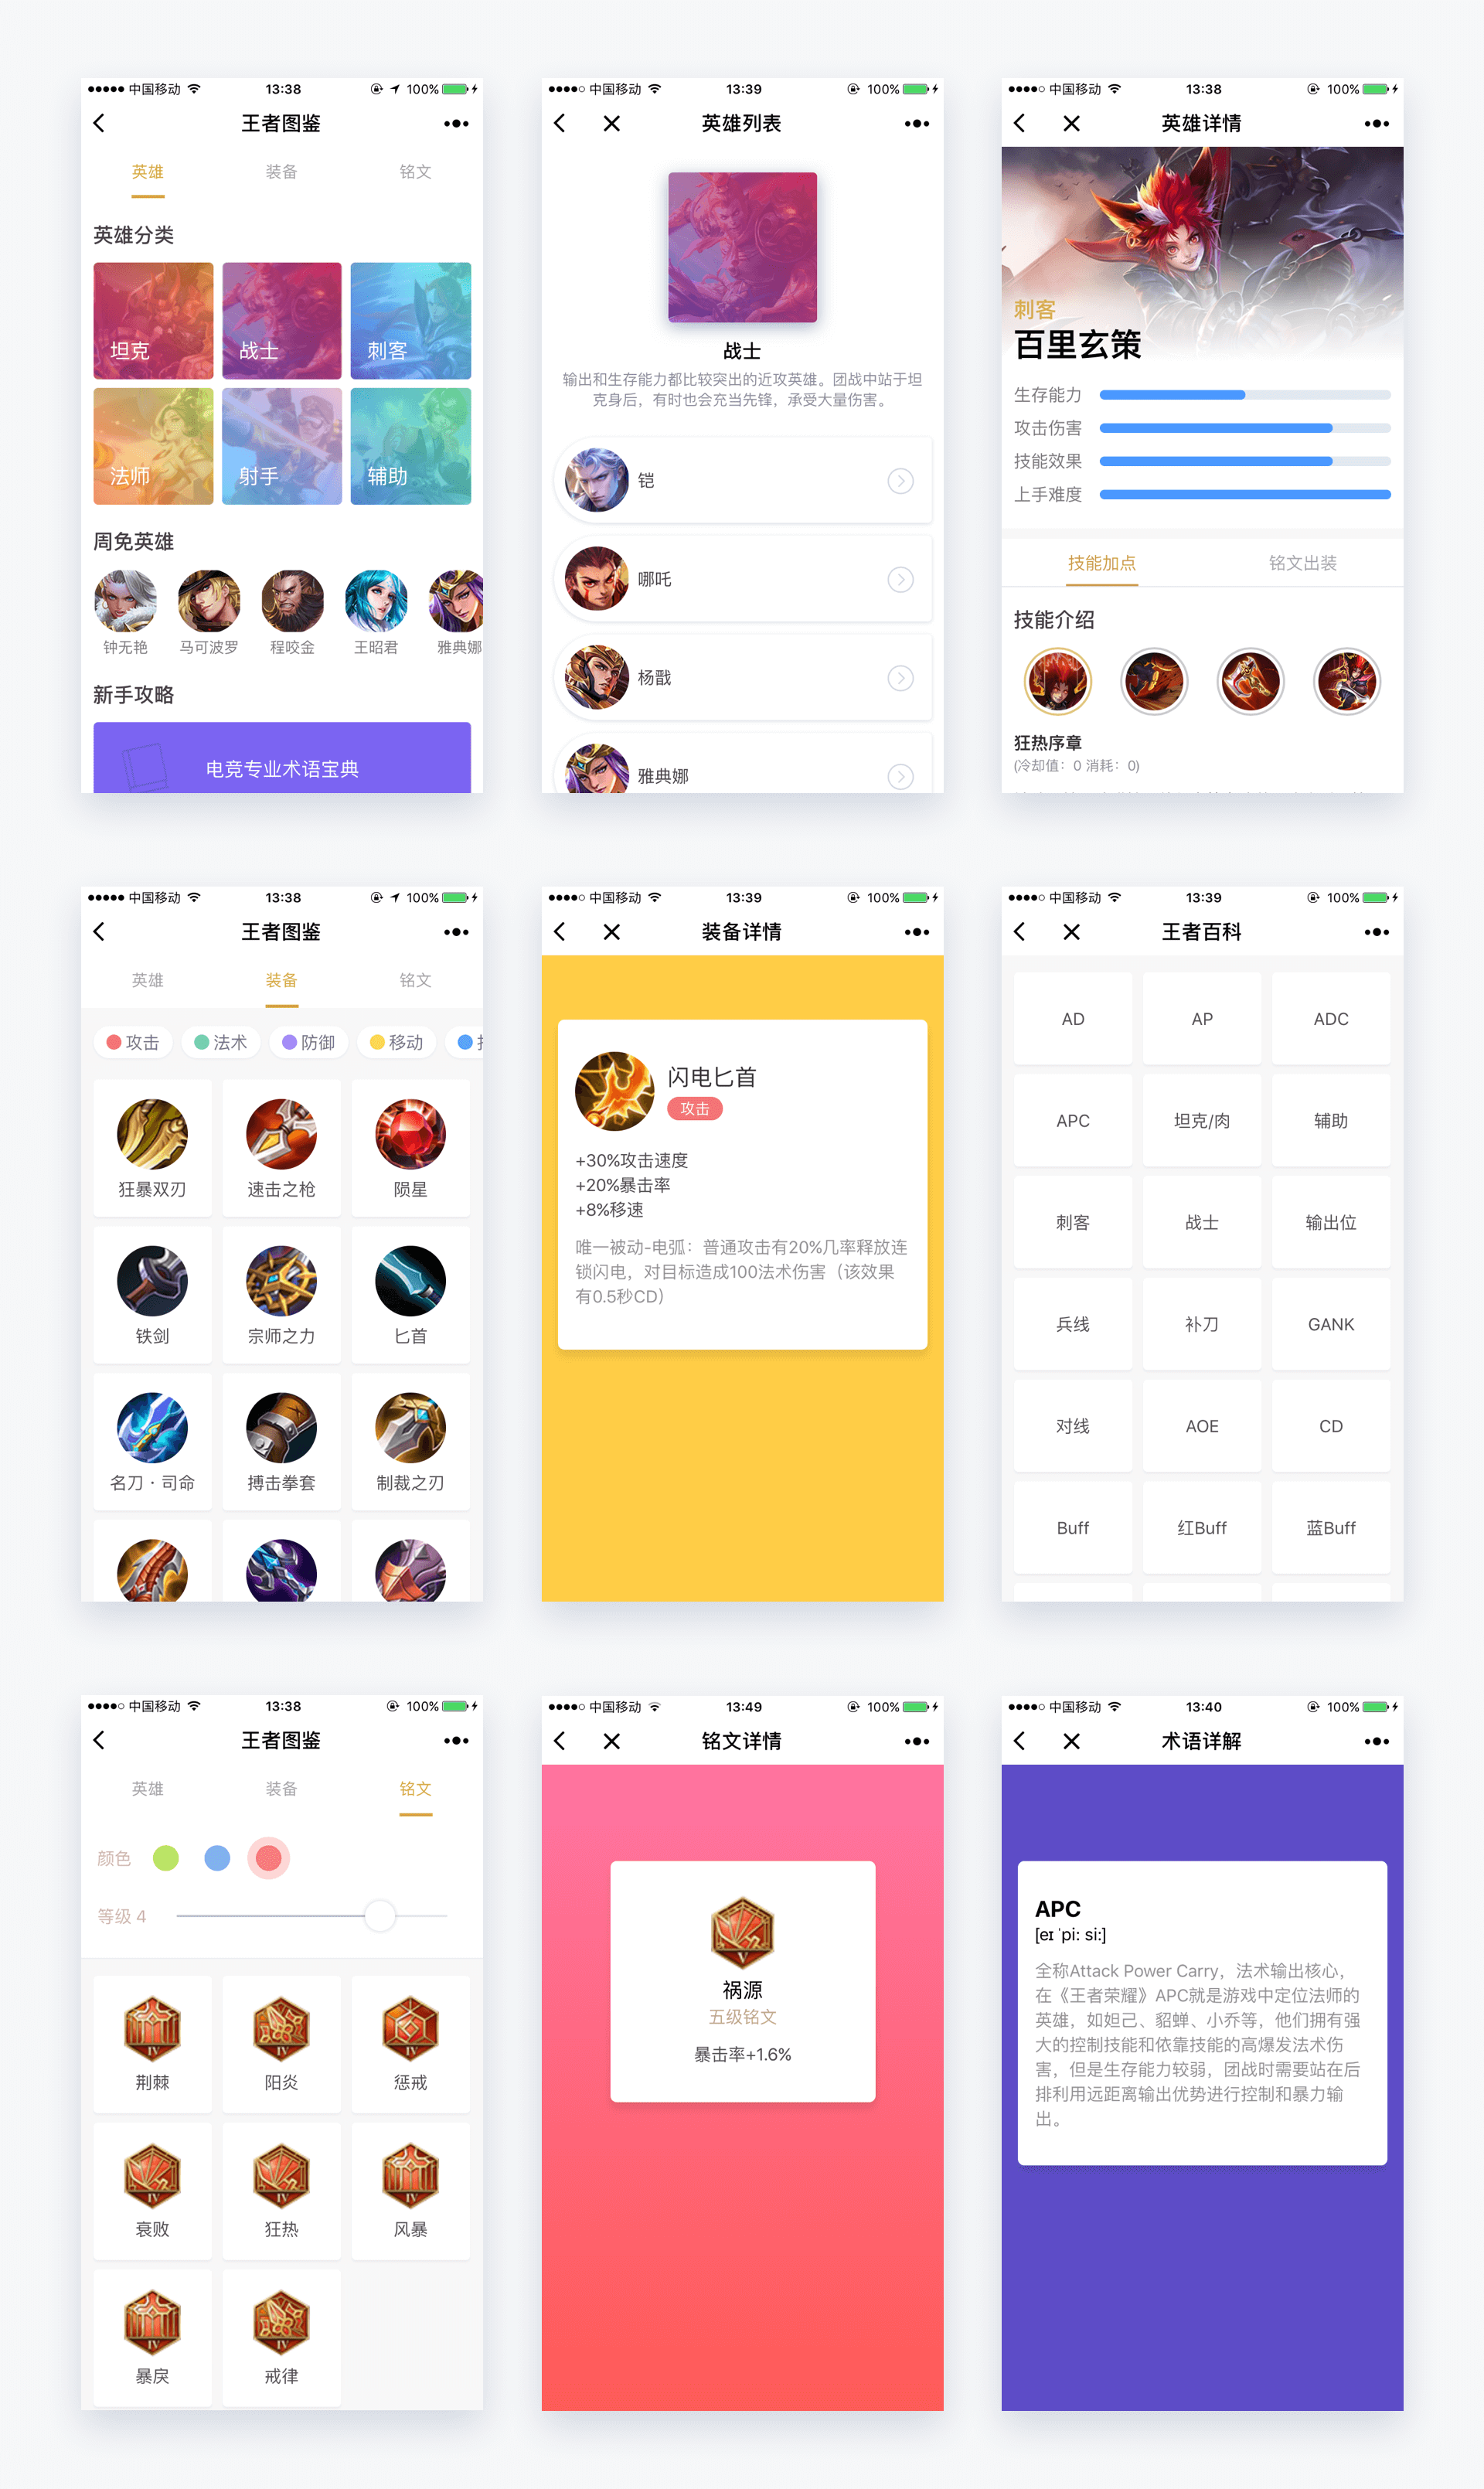 中国移动 13:38 100%
王者图鉴
英雄 装备 铭文
英雄分类
坦克 战士 刺客
法师 射手 辅助
周免英雄
钟无艳 马可波罗 程咬金 王昭君 雅典娜
新手攻略
电竞专业术语宝典
中国移动 13:39 100%
英雄列表
战士
输出和生存能力都比较突出的近攻英雄。团战中站于坦
克身后，有时也会充当先锋，承受大量伤害。
铠
哪吒
杨戬
雅典娜
中国移动 13:38 100%
英雄详情
刺客
百里玄策
生存能力
攻击伤害
技能效果
上手难度
技能加点 铭文出装
技能介绍
狂热序章
(冷却值：0 消耗：0)
中国移动 13:38 100%
王者图鉴
英雄 装备 铭文
攻击 法术 防御 移动
狂暴双刃 速击之枪 陨星
铁剑 宗师之力 匕首
名刀·司命 搏击拳套 制裁之刃
中国移动 13:39 100%
装备详情
闪电匕首
攻击
+30%攻击速度
+20%暴击率
+8%移速
唯一被动-电弧：普通攻击有20%几率释放连
锁闪电，对目标造成100法术伤害（该效果
有0.5秒CD）
中国移动 13:39 100%
王者百科
AD AP ADC
APC 坦克/肉 辅助
刺客 战士 输出位
兵线 补刀 GANK
对线 AOE CD
Buff 红Buff 蓝Buff
中国移动 13:38 100%
王者图鉴
英雄 装备 铭文
颜色
等级 4
IV IV IV
荆棘 阳炎 惩戒
IV IV IV
衰败 狂热 风暴
IV IV
暴戾 戒律
中国移动 13:49 100%
铭文详情
V
祸源
五级铭文
暴击率+1.6%
中国移动 13:40 100%
术语详解
APC
[eɪ ˈpi: si:]
全称Attack Power Carry，法术输出核心，
在《王者荣耀》APC就是游戏中定位法师的
英雄，如妲己、貂蝉、小乔等，他们拥有强
大的控制技能和依靠技能的高爆发法术伤
害，但是生存能力较弱，团战时需要站在后
排利用远距离输出优势进行控制和暴力输
出。